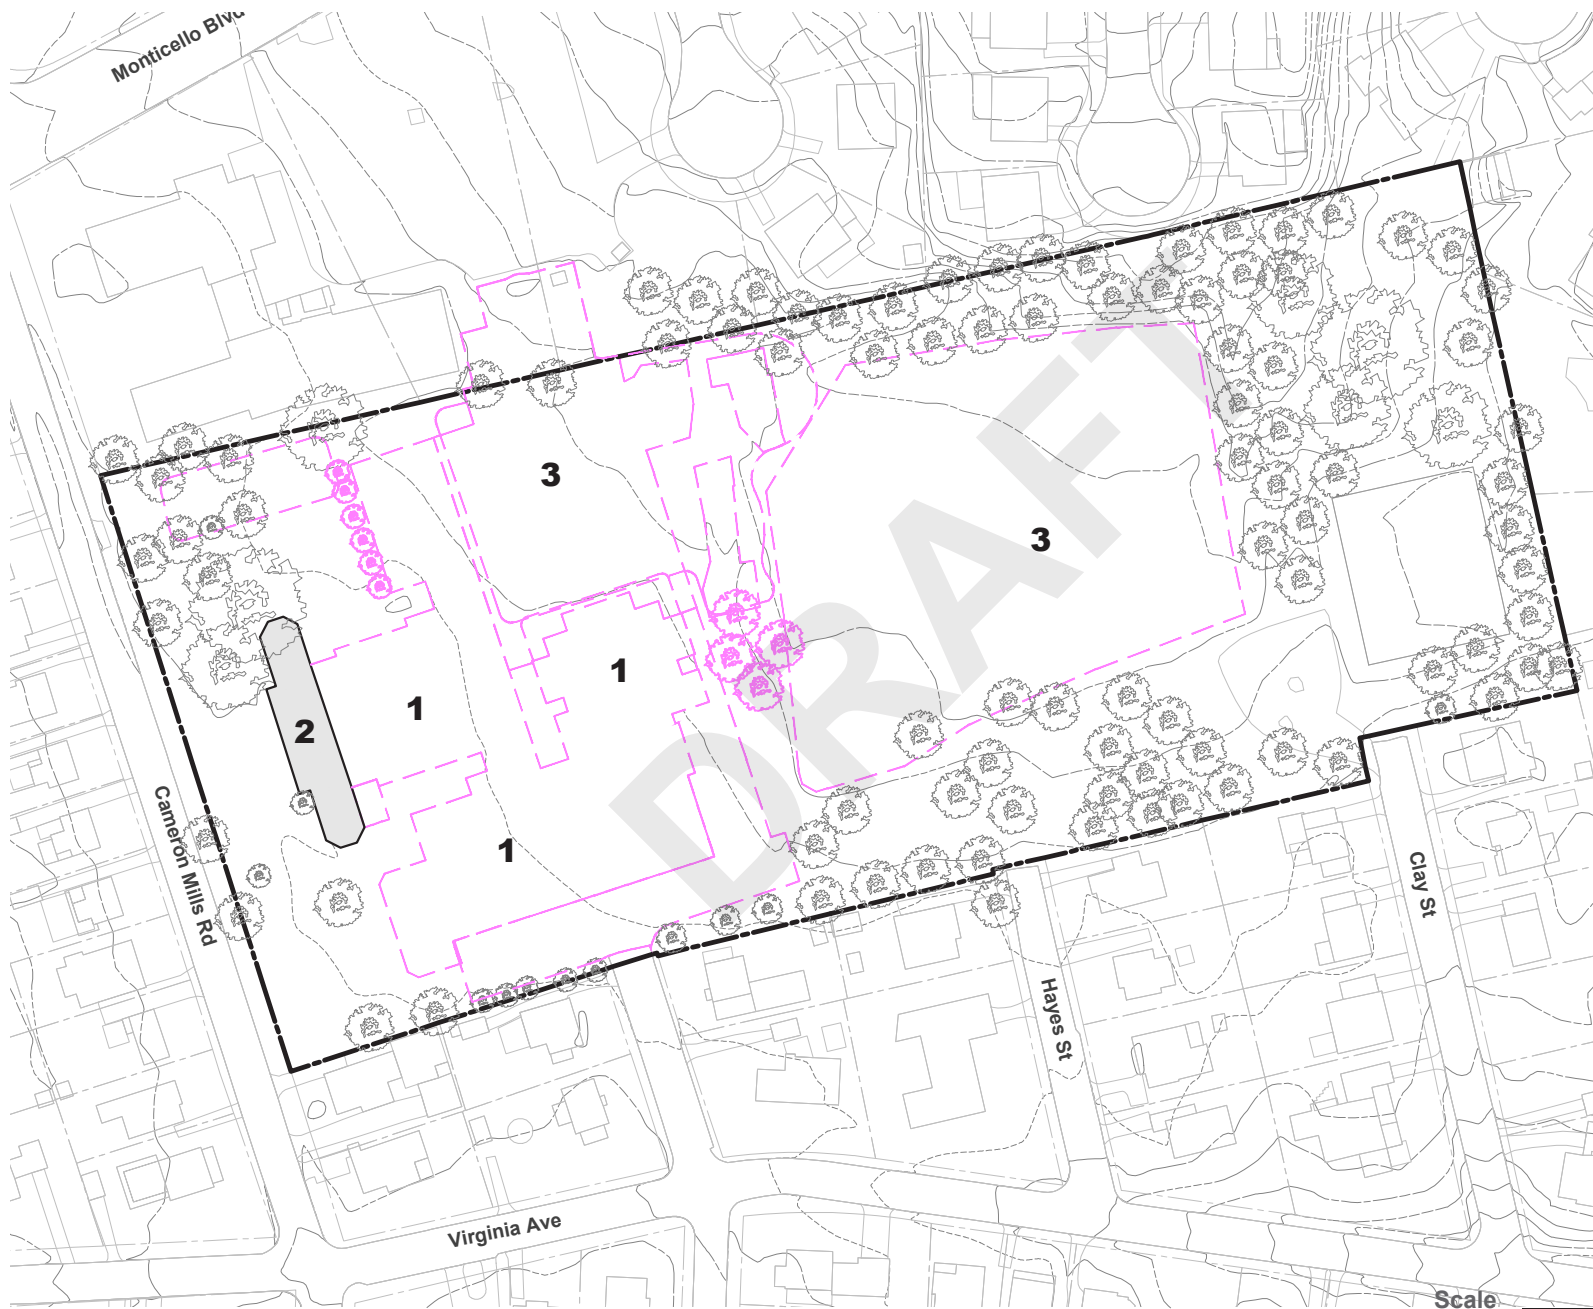 Monticello Blvd
3
3
1
1
2
1
Cameron Mills Rd
Clay St
Hayes St
Virginia Ave
Scale
DRAFT